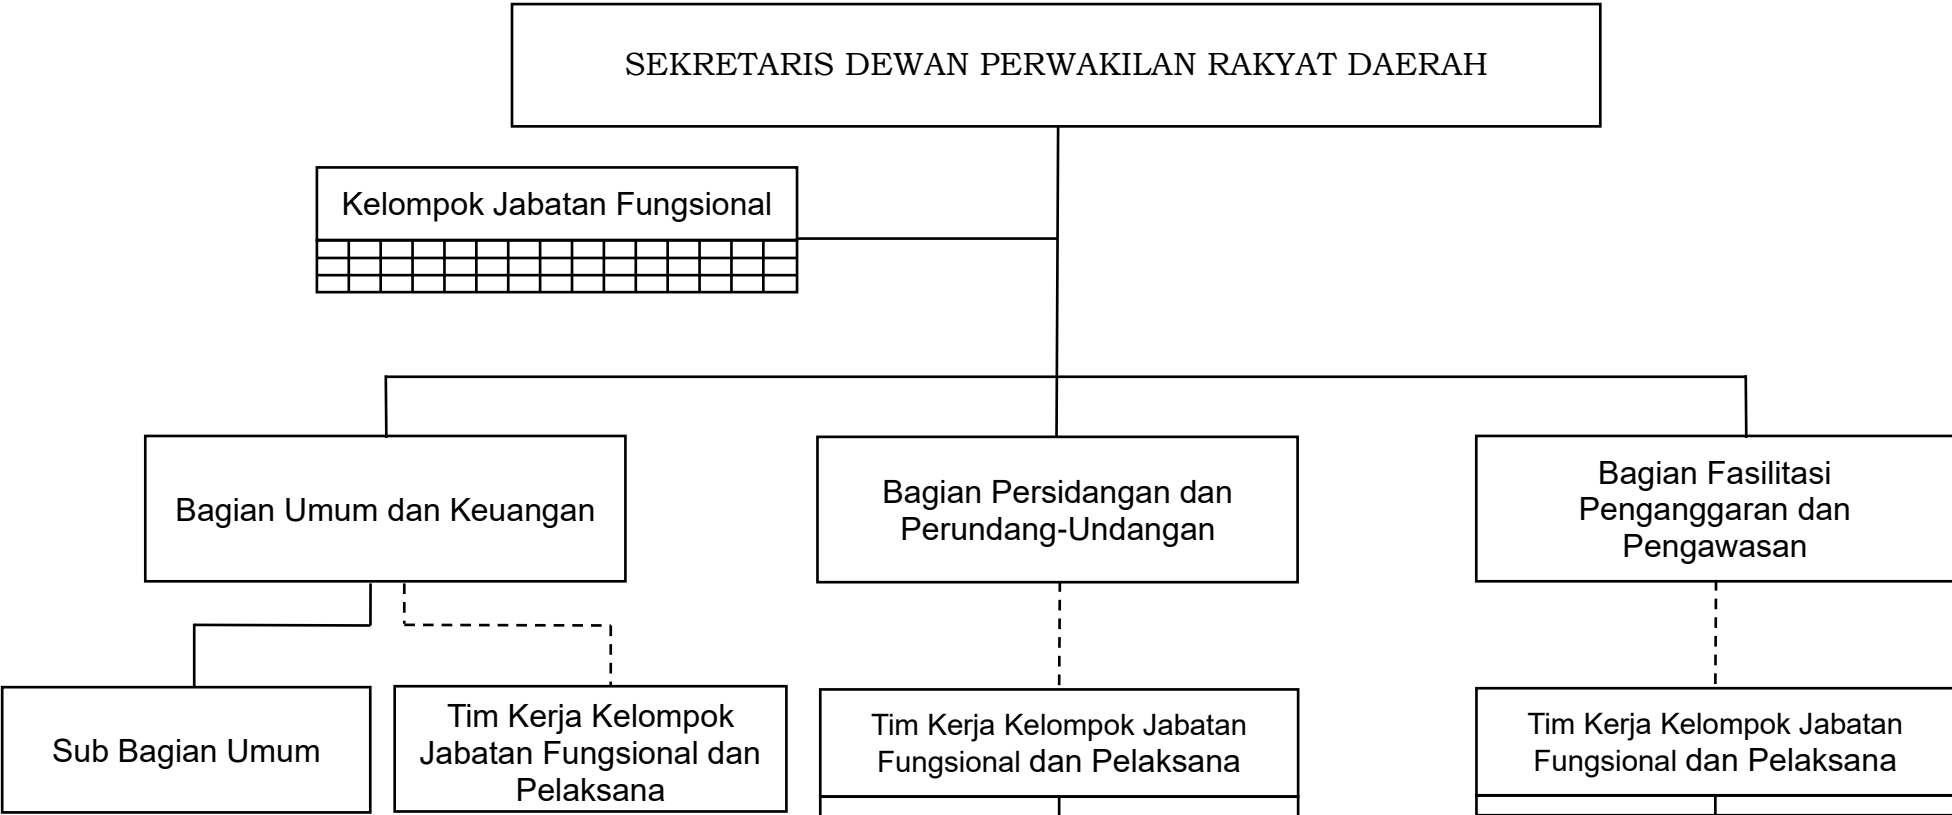 SEKRETARIS DEWAN PERWAKILAN RAKYAT DAERAH
Kelompok Jabatan Fungsional
Bagian Umum dan Keuangan
Bagian Persidangan dan
Perundang-Undangan
Bagian Fasilitasi
Penganggaran dan
Pengawasan
Sub Bagian Umum
Tim Kerja Kelompok
Jabatan Fungsional dan
Pelaksana
Tim Kerja Kelompok Jabatan
Fungsional dan Pelaksana
Tim Kerja Kelompok Jabatan
Fungsional dan Pelaksana